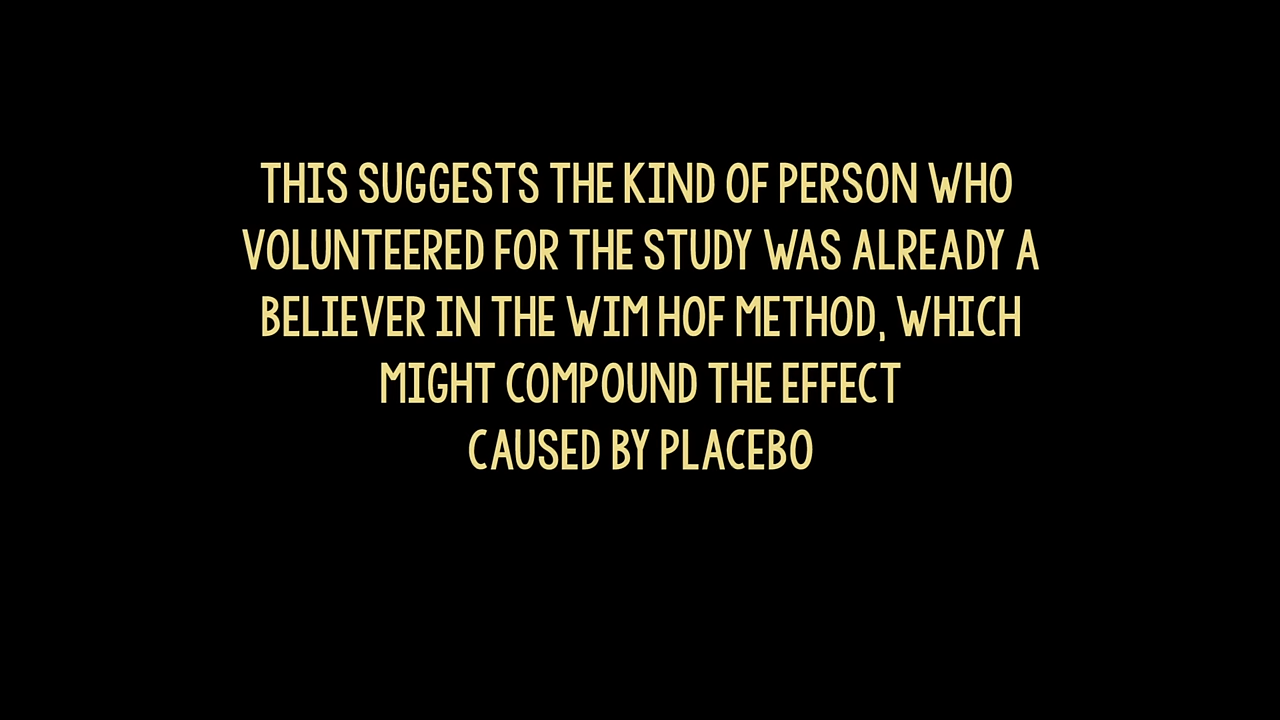 THIS SUGGESTS THE KIND OF PERSON WHO
VOLUNTEERED FOR THE STUDY WAS ALREADY A
BELIEVER IN THE WIM HOF METHOD, WHICH
MIGHT COMPOUND THE EFFECT
CAUSED BY PLACEBO